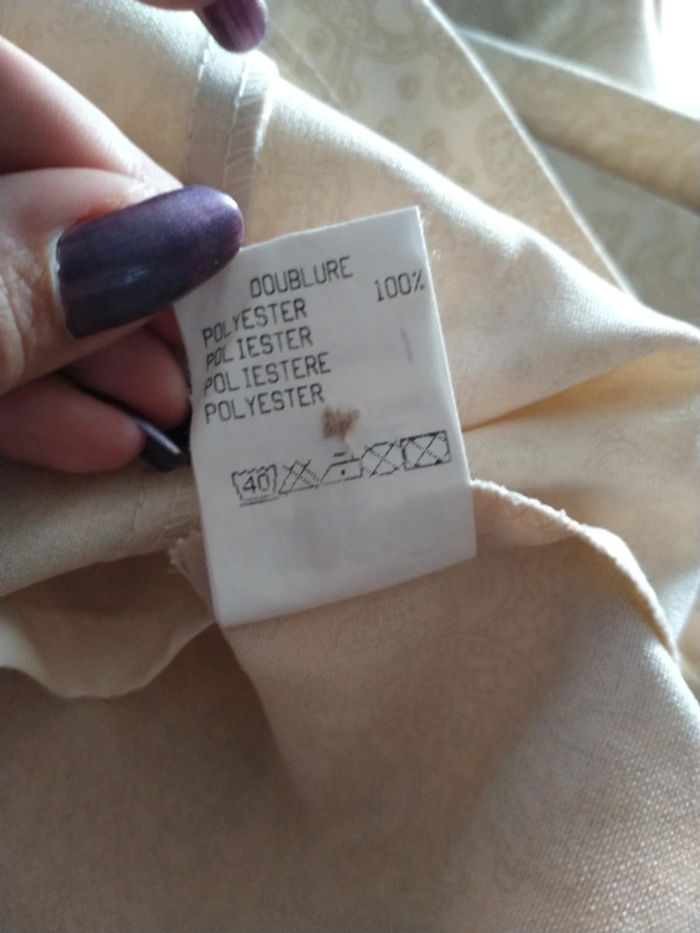 DOUBLURE
100%
POLYESTER
POLIESTER
POLIESTERE
POLYESTER
40